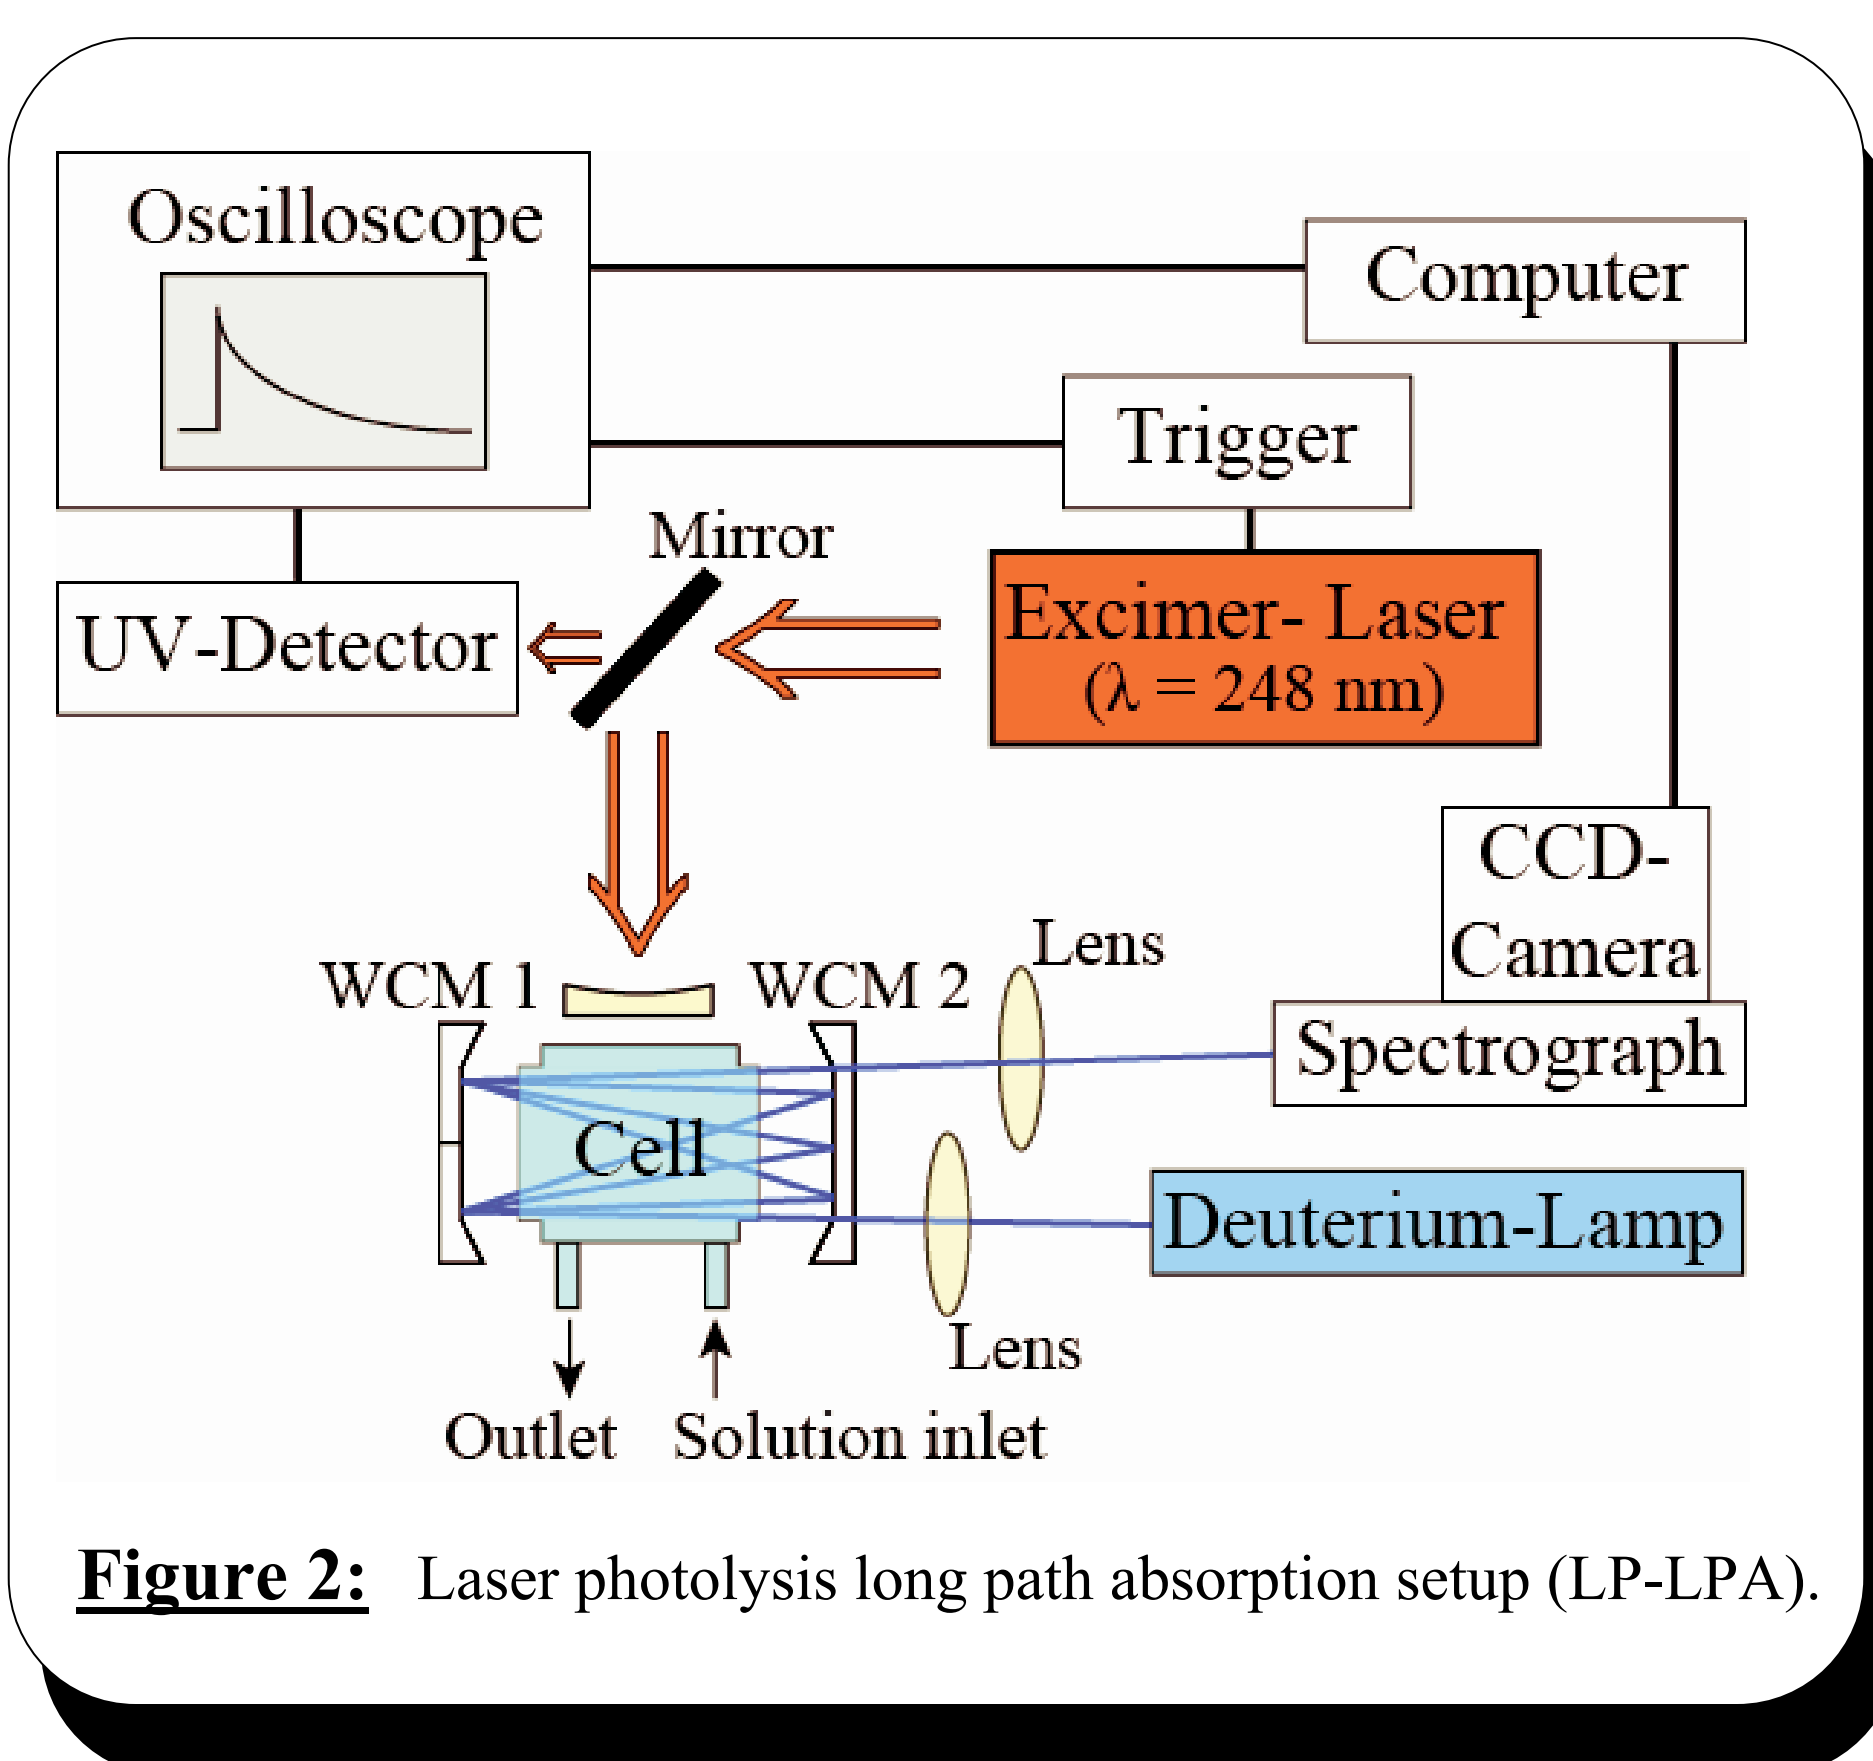 Oscilloscope
Computer
Trigger
Mirror
UV-Detector
Excimer- Laser
(λ = 248 nm)
CCD-
Camera
Lens
WCM 1
WCM 2
Spectrograph
Cell
Deuterium-Lamp
Lens
Outlet
Solution inlet
Figure 2: Laser photolysis long path absorption setup (LP-LPA).